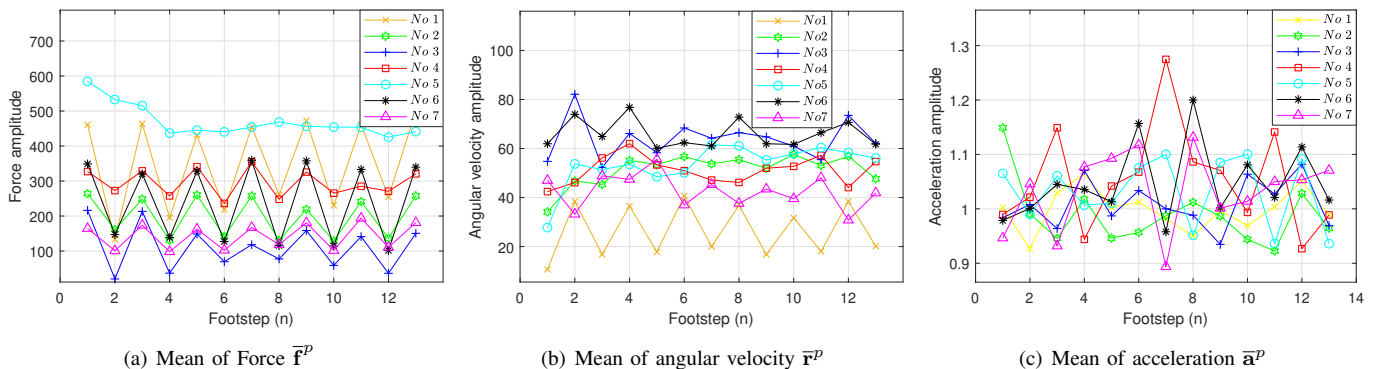 Force amplitude
800
700
600
500
400
300
200
100
0 2 4 6 8 10 12 14
Footstep (n)
No 1
No 2
No 3
No 4
No 5
No 6
No 7
(a) Mean of Force f̅ᵖ
Angular velocity amplitude
100
80
60
40
20
0 2 4 6 8 10 12 14
Footstep (n)
No1
No2
No3
No4
No5
No6
No7
(b) Mean of angular velocity r̅ᵖ
Acceleration amplitude
1.3
1.2
1.1
1
0.9
0 2 4 6 8 10 12 14
Footstep (n)
No 1
No 2
No 3
No 4
No 5
No 6
No 7
(c) Mean of acceleration a̅ᵖ